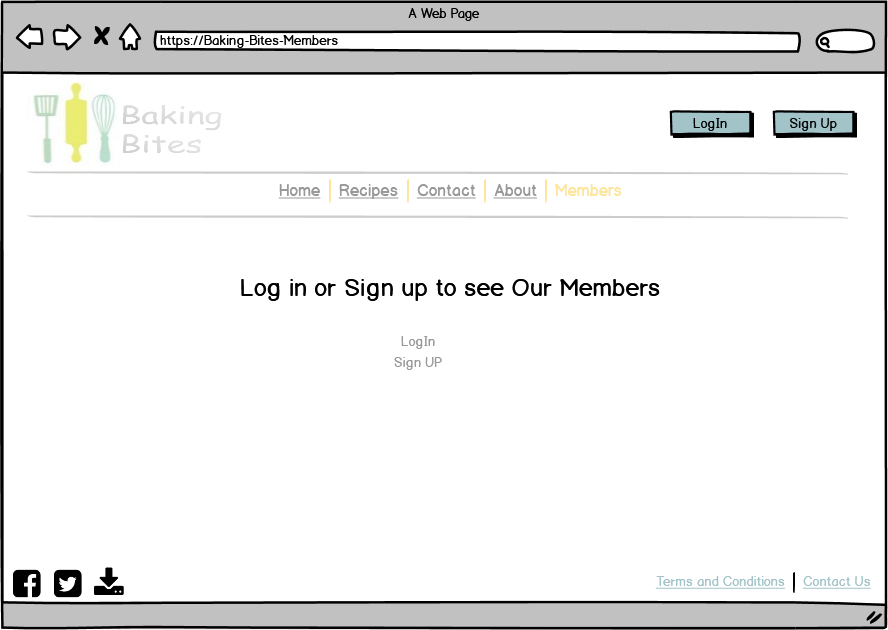 A Web Page
https://Baking-Bites-Members
Baking
Bites
LogIn
Sign Up
Home Recipes Contact About Members
Log in or Sign up to see Our Members
LogIn
Sign UP
Terms and Conditions Contact Us